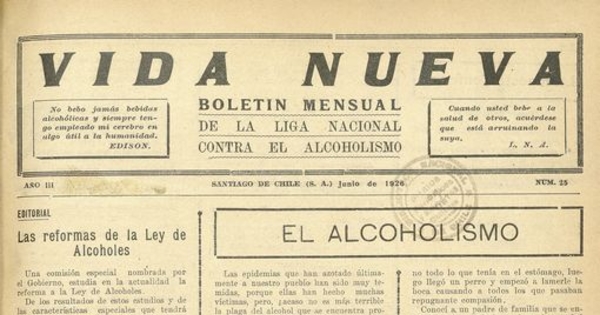 VIDA NUEVA
No bebo jamás bebidas
alcohólicas y siempre ten-
go empleado mi cerebro en
algo útil a la humanidad.
EDISON.
BOLETIN MENSUAL
DE LA LIGA NACIONAL
CONTRA EL ALCOHOLISMO
Cuando usted bebe a la
salud de otros, acuérdese
que está arruinando la
suya.
L. N. A.
AÑO III
SANTIAGO DE CHILE (S. A.) Junio de 1926
NUM. 25
EDITORIAL
Las reformas de la Ley de
Alcoholes
Una comisión especial nombrada por
el Gobierno, estudia en la actualidad la
reforma a la Ley de Alcoholes.
De los resultados de estos estudios y de
las características especiales que tendrá
EL ALCOHOLISMO
Las epidemias que han azotado última-
mente a nuestro pueblo han sido muy te-
midas, porque ellas han hecho muchas
víctimas, pero, ¿acaso no es más terrible
la plaga del alcohol que se encuentra pro-
no todo lo que tenía en el estómago, lue-
go llegó un perro y empezó a lamerle la
boca causando a todos los que pasaban
repugnante compasión.
Conocí a un padre de familia que se en-